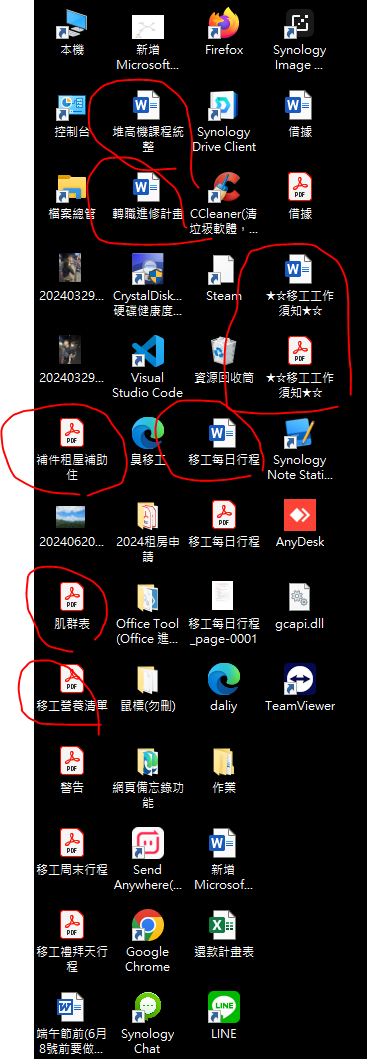 本機
新增
Microsoft...
Firefox
Synology
Image ...
控制台
堆高機課程統
整
Synology
Drive Client
借據
檔案總管
轉職進修計畫
CCleaner(清
垃圾軟體，...
借據
20240329...
CrystalDisk...
硬碟健康度...
Steam
★☆移工工作
須知★☆
20240329...
Visual
Studio Code
資源回收筒
★☆移工工作
須知★☆
補件租屋補助
住
臭移工
移工每日行程
Synology
Note Stati...
20240620...
2024租房申
請
移工每日行程
AnyDesk
肌群表
Office Tool
(Office 進...
移工每日行程
_page-0001
gcapi.dll
移工營養清單
鼠標(勿刪)
daliy
TeamViewer
警告
網頁備忘錄功
能
作業
移工周末行程
Send
Anywhere(...
新增
Microsof...
移工禮拜天行
程
Google
Chrome
還款計畫表
端午節前(6月
8號前要做...
Synology
Chat
LINE